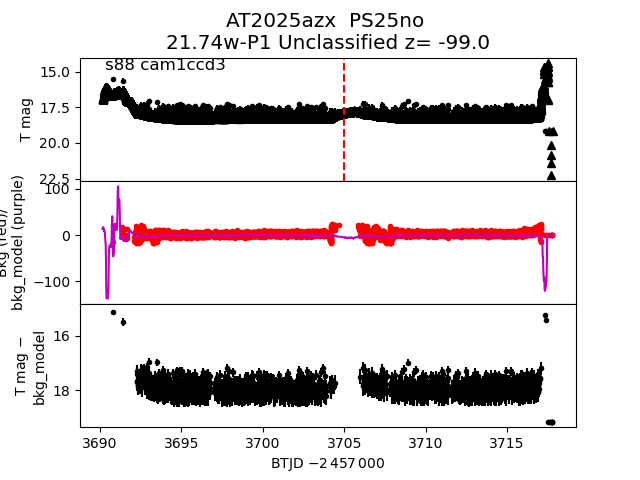 AT2025azx  PS25no
21.74w-P1 Unclassified z= -99.0
s88 cam1ccd3
T mag
15.0
17.5
20.0
22.5
Bkg (red)/
bkg_model (purple)
100
0
−100
T mag −
bkg_model
16
18
3690
3695
3700
3705
3710
3715
BTJD −2 457 000